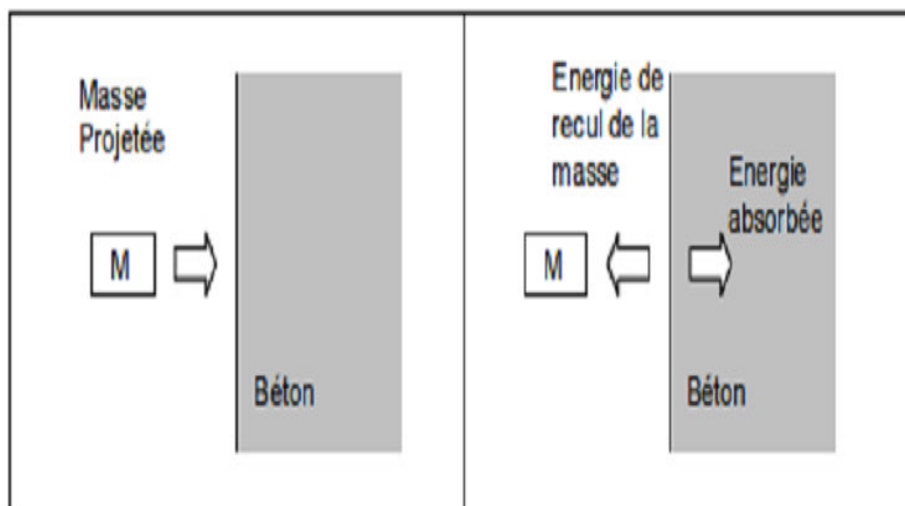 Masse
Projetée
M
Béton
Energie de
recul de la
masse
Energie
absorbée
M
Béton